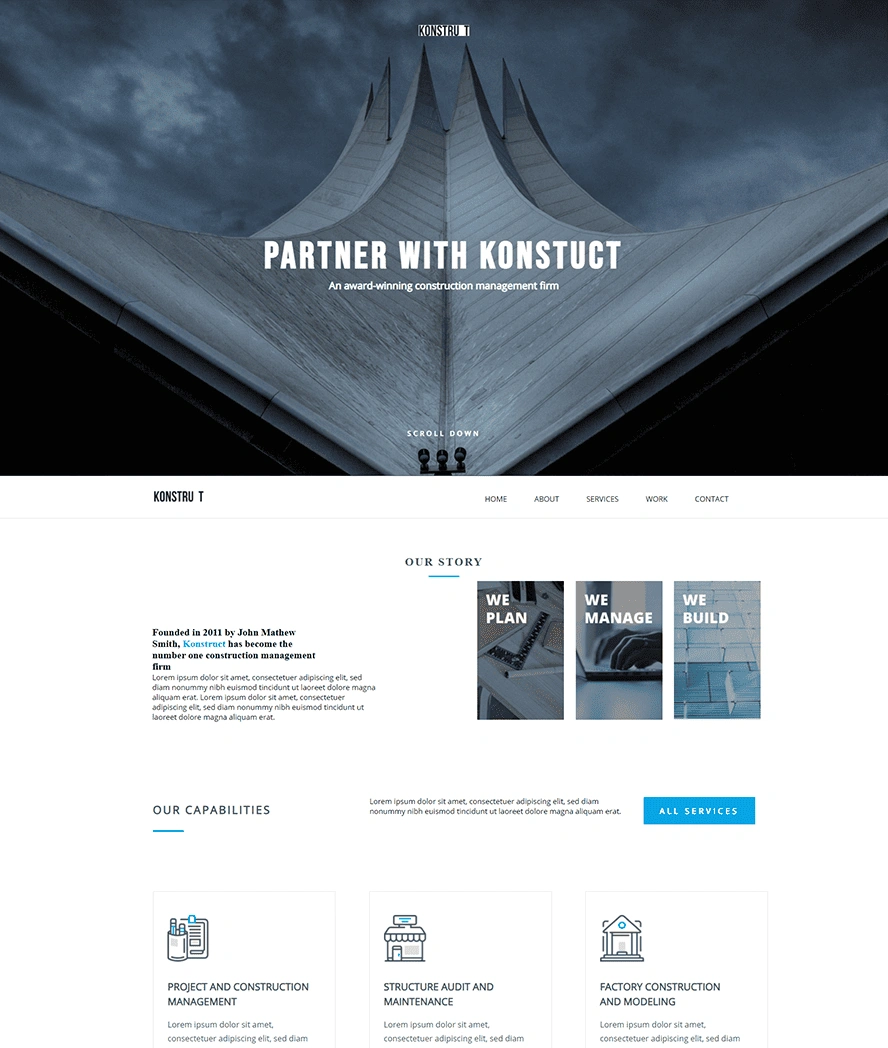 KONSTRU T
PARTNER WITH KONSTUCT
An award-winning construction management firm
SCROLL DOWN
KONSTRU T
HOME ABOUT SERVICES WORK CONTACT
OUR STORY
WE
PLAN
WE
MANAGE
WE
BUILD
Founded in 2011 by John Mathew
Smith, Konstruct has become the
number one construction management
firm
Lorem ipsum dolor sit amet, consectetuer adipiscing elit, sed
diam nonummy nibh euismod tincidunt ut laoreet dolore magna
aliquam erat. Lorem ipsum dolor sit amet, consectetuer
adipiscing elit, sed diam nonummy nibh euismod tincidunt ut
laoreet dolore magna aliquam erat.
OUR CAPABILITIES
Lorem ipsum dolor sit amet, consectetuer adipiscing elit, sed diam
nonummy nibh euismod tincidunt ut laoreet dolore magna aliquam erat.
ALL SERVICES
PROJECT AND CONSTRUCTION
MANAGEMENT
Lorem ipsum dolor sit amet,
consectetuer adipiscing elit, sed diam
STRUCTURE AUDIT AND
MAINTENANCE
Lorem ipsum dolor sit amet,
consectetuer adipiscing elit, sed diam
FACTORY CONSTRUCTION
AND MODELING
Lorem ipsum dolor sit amet,
consectetuer adipiscing elit, sed diam